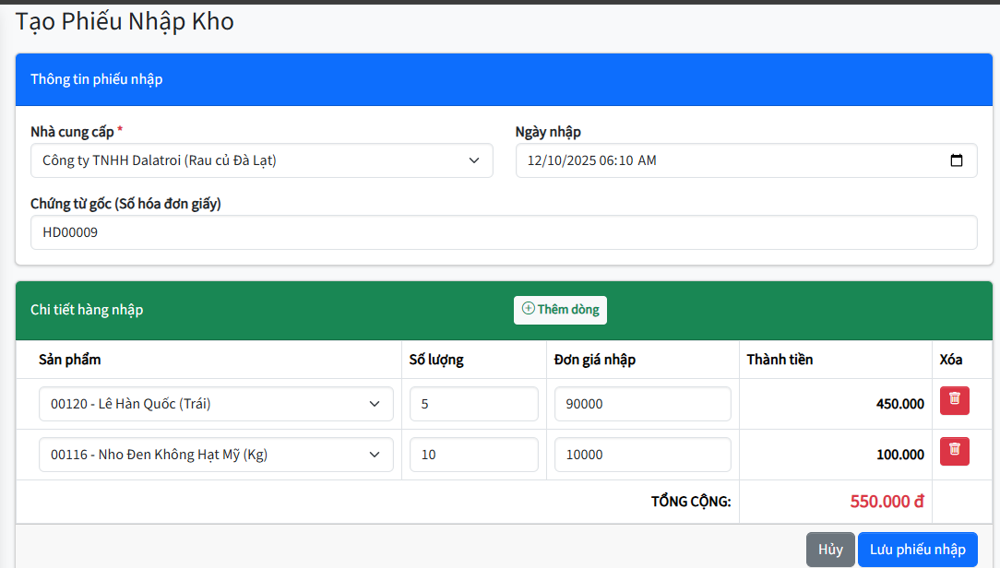 Tạo Phiếu Nhập Kho
Thông tin phiếu nhập
Nhà cung cấp * Ngày nhập
Công ty TNHH Dalatroi (Rau củ Đà Lạt) 12/10/2025 06:10 AM
Chứng từ gốc (Số hóa đơn giấy)
HD00009
Chi tiết hàng nhập Thêm dòng
Sản phẩm Số lượng Đơn giá nhập Thành tiền Xóa
00120 - Lê Hàn Quốc (Trái) 5 90000 450.000
00116 - Nho Đen Không Hạt Mỹ (Kg) 10 10000 100.000
TỔNG CỘNG: 550.000 đ
Hủy Lưu phiếu nhập